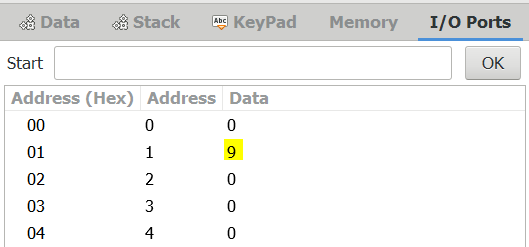 Data Stack Abc KeyPad Memory I/O Ports
Start OK
Address (Hex) Address Data
00 0 0
01 1 9
02 2 0
03 3 0
04 4 0